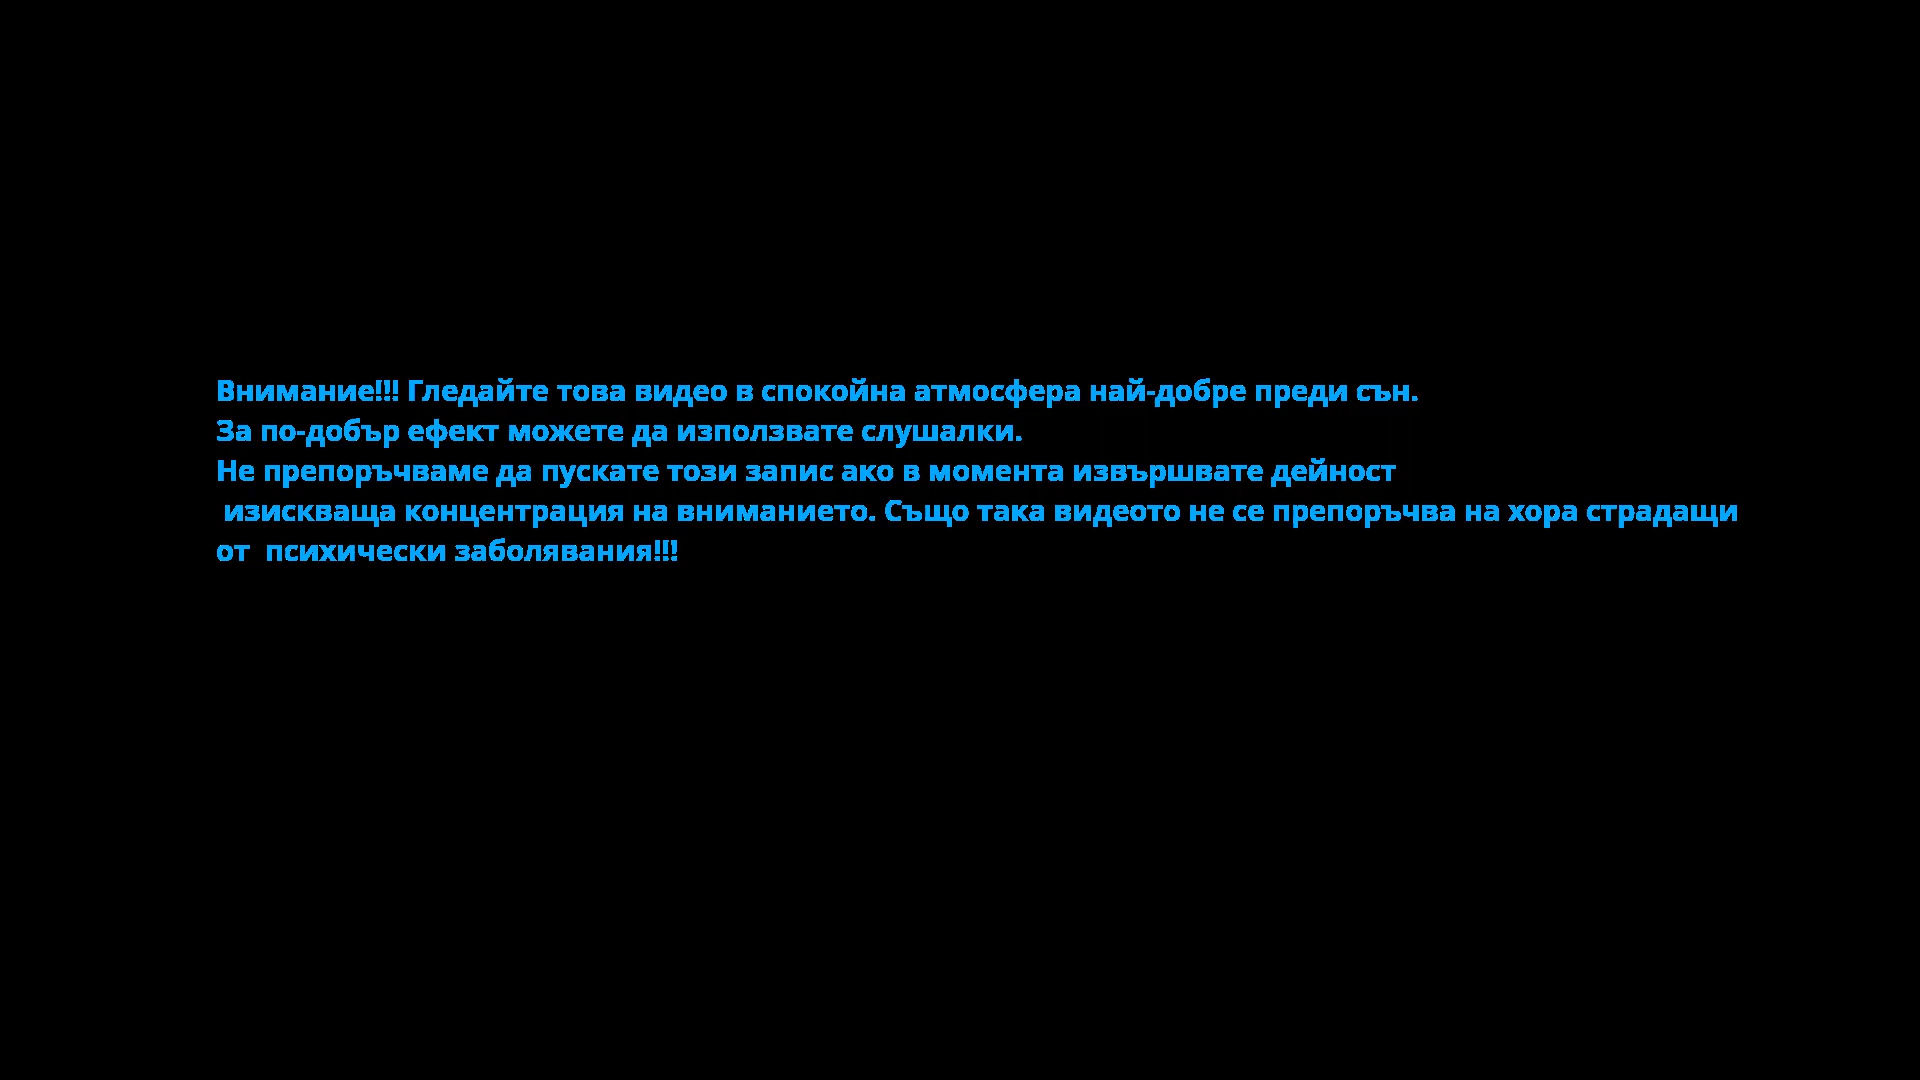 Внимание!!! Гледайте това видео в спокойна атмосфера най-добре преди сън.
За по-добър ефект можете да използвате слушалки.
Не препоръчваме да пускате този запис ако в момента извършвате дейност
изискваща концентрация на вниманието. Също така видеото не се препоръчва на хора страдащи
от  психически заболявания!!!